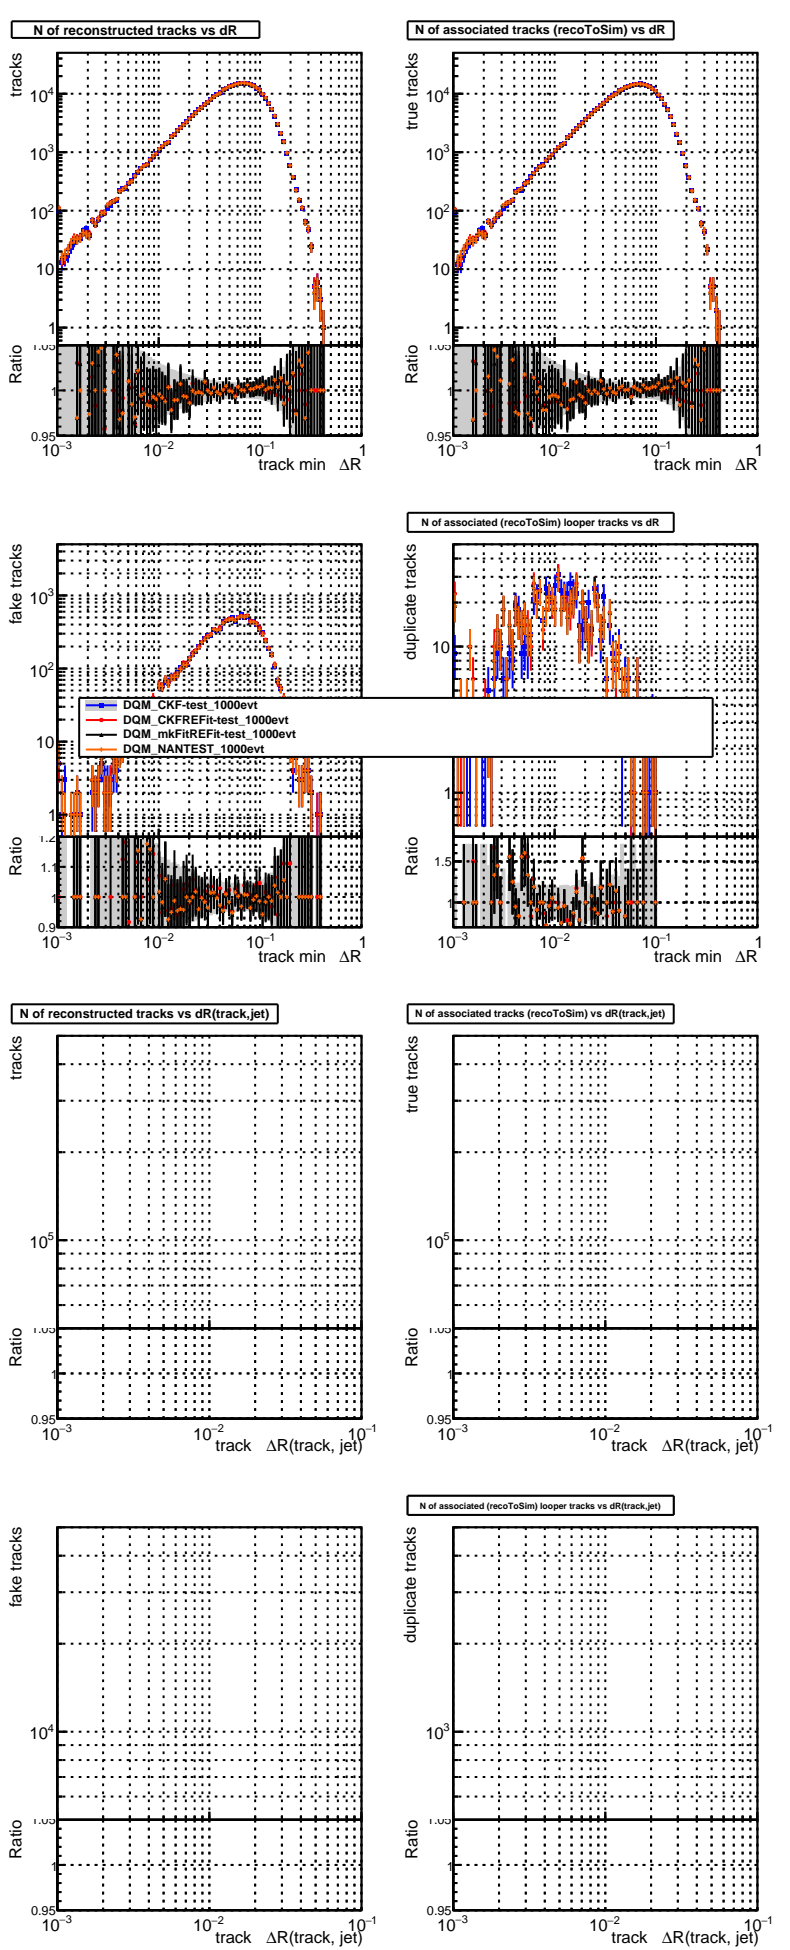 N of reconstructed tracks vs dR
tracks
10⁴
10³
10²
10
1
Ratio
1.05
1
0.95
10⁻³ 10⁻² 10⁻¹ 1
track min ΔR
N of associated tracks (recoToSim) vs dR
true tracks
10⁴
10³
10²
10
1
Ratio
1.05
1
0.95
10⁻³ 10⁻² 10⁻¹ 1
track min ΔR
fake tracks
10³
10²
10
1
Ratio
1.2
1.1
1
0.9
10⁻³ 10⁻² 10⁻¹ 1
track min ΔR
N of associated (recoToSim) looper tracks vs dR
duplicate tracks
10
1
Ratio
1.5
1
10⁻³ 10⁻² 10⁻¹ 1
track min ΔR
DQM_CKF-test_1000evt
DQM_CKFREFit-test_1000evt
DQM_mkFitREFit-test_1000evt
DQM_NANTEST_1000evt
N of reconstructed tracks vs dR(track,jet)
tracks
10⁵
Ratio
1.05
1
0.95
10⁻³ 10⁻² 10⁻¹
track ΔR(track, jet)
N of associated tracks (recoToSim) vs dR(track,jet)
true tracks
10⁵
Ratio
1.05
1
0.95
10⁻³ 10⁻² 10⁻¹
track ΔR(track, jet)
fake tracks
10⁴
Ratio
1.05
1
0.95
10⁻³ 10⁻² 10⁻¹
track ΔR(track, jet)
N of associated (recoToSim) looper tracks vs dR(track,jet)
duplicate tracks
10³
Ratio
1.05
1
0.95
10⁻³ 10⁻² 10⁻¹
track ΔR(track, jet)